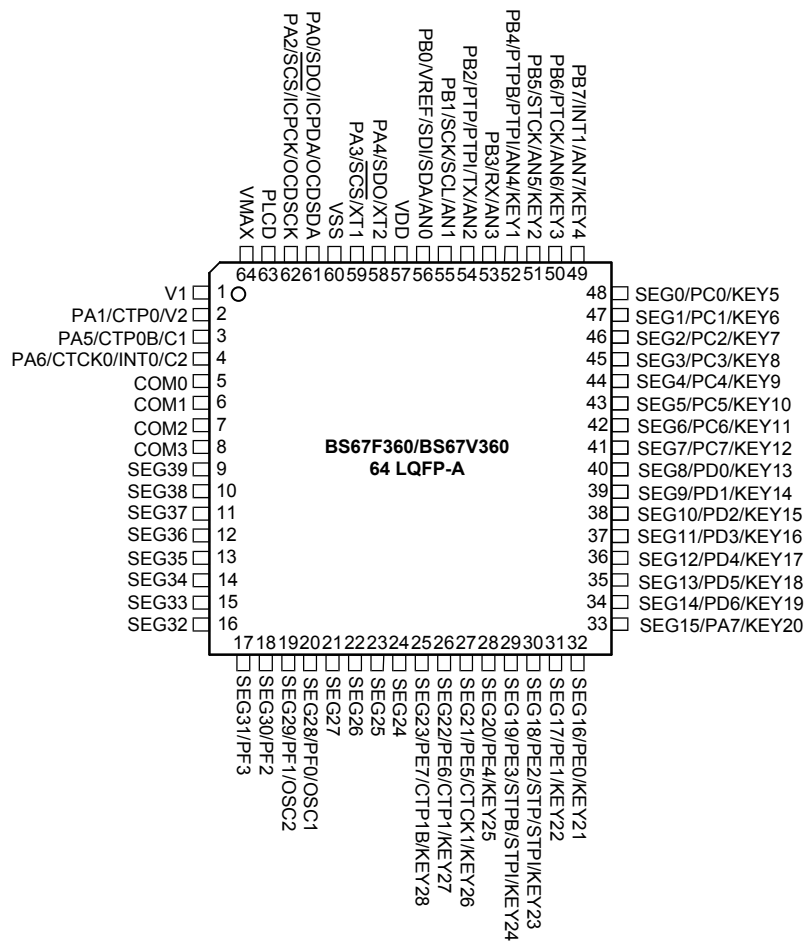 VMAX
PLCD
PA2/SCS/ICPCK/OCDSCK
PA0/SDO/ICPDA/OCDSDA
VSS
PA3/SCS/XT1
PA4/SDO/XT2
VDD
PB0/VREF/SDI/SDA/AN0
PB1/SCK/SCL/AN1
PB2/PTP/PTPI/TX/AN2
PB3/RX/AN3
PB4/PTPB/PTPI/AN4/KEY1
PB5/STCK/AN5/KEY2
PB6/PTCK/AN6/KEY3
PB7/INT1/AN7/KEY4
64 63 62 61 60 59 58 57 56 55 54 53 52 51 50 49
V1 1
PA1/CTP0/V2 2
PA5/CTP0B/C1 3
PA6/CTCK0/INT0/C2 4
COM0 5
COM1 6
COM2 7
COM3 8
SEG39 9
SEG38 10
SEG37 11
SEG36 12
SEG35 13
SEG34 14
SEG33 15
SEG32 16
BS67F360/BS67V360
64 LQFP-A
48 SEG0/PC0/KEY5
47 SEG1/PC1/KEY6
46 SEG2/PC2/KEY7
45 SEG3/PC3/KEY8
44 SEG4/PC4/KEY9
43 SEG5/PC5/KEY10
42 SEG6/PC6/KEY11
41 SEG7/PC7/KEY12
40 SEG8/PD0/KEY13
39 SEG9/PD1/KEY14
38 SEG10/PD2/KEY15
37 SEG11/PD3/KEY16
36 SEG12/PD4/KEY17
35 SEG13/PD5/KEY18
34 SEG14/PD6/KEY19
33 SEG15/PA7/KEY20
17 18 19 20 21 22 23 24 25 26 27 28 29 30 31 32
SEG31/PF3
SEG30/PF2
SEG29/PF1/OSC2
SEG28/PF0/OSC1
SEG27
SEG26
SEG25
SEG24
SEG23/PE7/CTP1B/KEY28
SEG22/PE6/CTP1/KEY27
SEG21/PE5/CTCK1/KEY26
SEG20/PE4/KEY25
SEG19/PE3/STPB/STPI/KEY24
SEG18/PE2/STP/STPI/KEY23
SEG17/PE1/KEY22
SEG16/PE0/KEY21